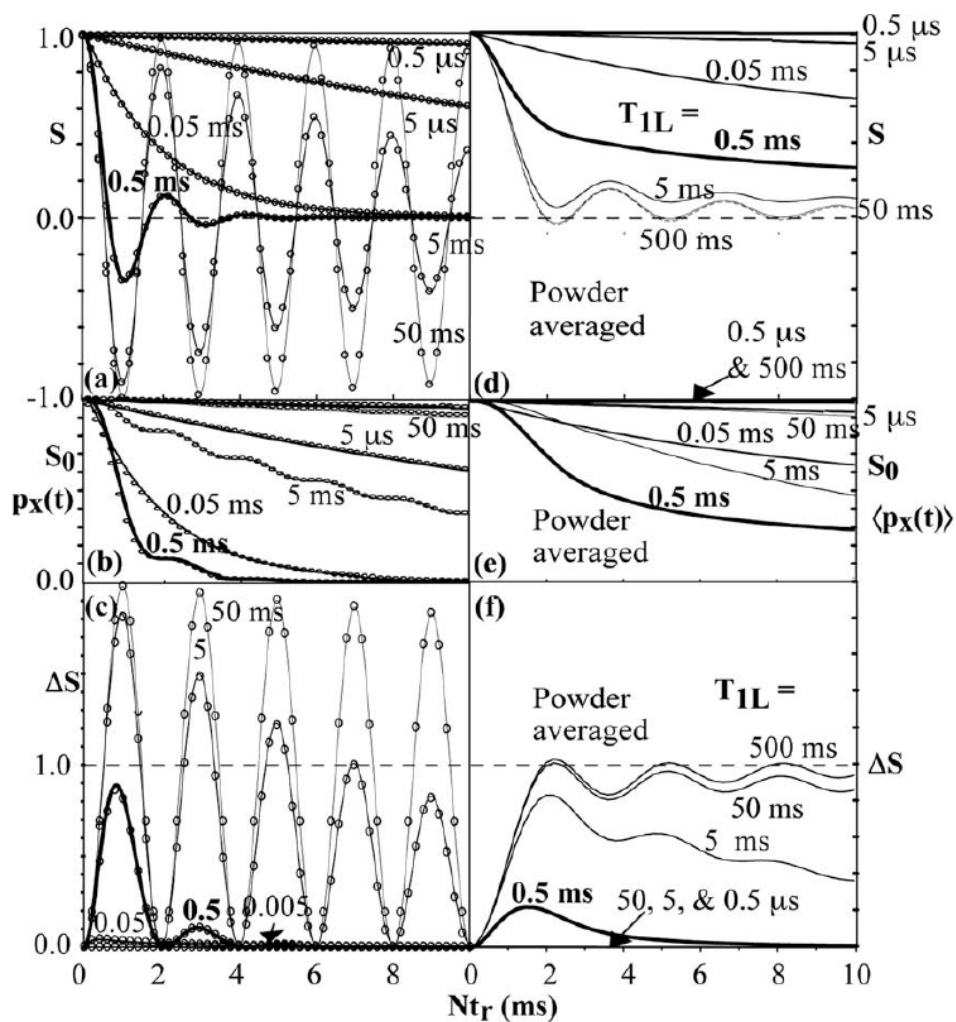 1.0
0.5 μs
S
0.05 ms
5 μs
0.5 ms
0.0
5 ms
50 ms
(a)
-1.0
0.5 μs
5 μs
0.05 ms
T1L =
0.5 ms
S
5 ms
50 ms
500 ms
Powder
averaged
0.5 μs
& 500 ms
(d)
S0
px(t)
50 ms
5 μs
5 ms
0.05 ms
0.5 ms
(b)
0.0
5 μs
50 ms
0.05 ms
5 ms
S0
0.5 ms
⟨px(t)⟩
Powder
averaged
(e)
(c)
50 ms
5
ΔS
1.0
0.05
0.5
0.005
0.0
0 2 4 6 8
(f)
Powder
averaged
T1L =
500 ms
ΔS
50 ms
5 ms
0.5 ms
50, 5, & 0.5 μs
0 2 4 6 8 10
Ntr (ms)